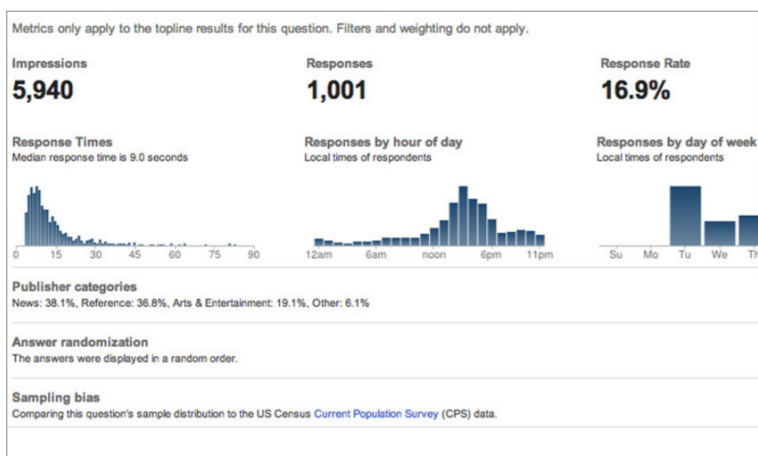 Metrics only apply to the topline results for this question. Filters and weighting do not apply.
Impressions
5,940
Responses
1,001
Response Rate
16.9%
Response Times
Median response time is 9.0 seconds
0 15 30 45 60 75 90
Responses by hour of day
Local times of respondents
12am 6am noon 6pm 11pm
Responses by day of week
Local times of respondents
Su Mo Tu We Th
Publisher categories
News: 38.1%, Reference: 36.8%, Arts & Entertainment: 19.1%, Other: 6.1%
Answer randomization
The answers were displayed in a random order.
Sampling bias
Comparing this question's sample distribution to the US Census Current Population Survey (CPS) data.